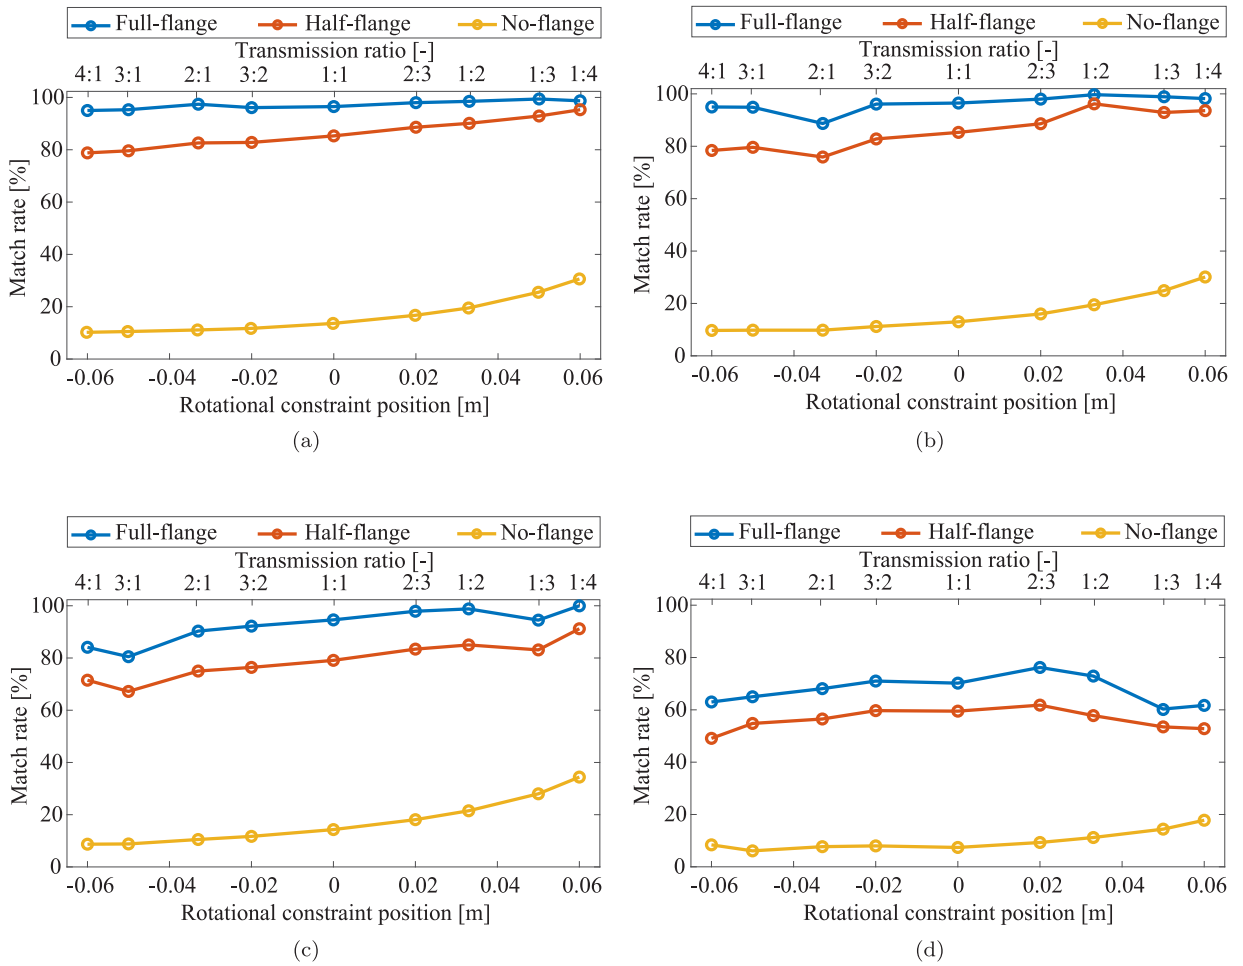 Full-flange Half-flange No-flange
Transmission ratio [-]
4:1 3:1 2:1 3:2 1:1 2:3 1:2 1:3 1:4
100
80
60
40
20
0
Match rate [%]
-0.06 -0.04 -0.02 0 0.02 0.04 0.06
Rotational constraint position [m]
(a)
Full-flange Half-flange No-flange
Transmission ratio [-]
4:1 3:1 2:1 3:2 1:1 2:3 1:2 1:3 1:4
100
80
60
40
20
0
Match rate [%]
-0.06 -0.04 -0.02 0 0.02 0.04 0.06
Rotational constraint position [m]
(b)
Full-flange Half-flange No-flange
Transmission ratio [-]
4:1 3:1 2:1 3:2 1:1 2:3 1:2 1:3 1:4
100
80
60
40
20
0
Match rate [%]
-0.06 -0.04 -0.02 0 0.02 0.04 0.06
Rotational constraint position [m]
(c)
Full-flange Half-flange No-flange
Transmission ratio [-]
4:1 3:1 2:1 3:2 1:1 2:3 1:2 1:3 1:4
100
80
60
40
20
0
Match rate [%]
-0.06 -0.04 -0.02 0 0.02 0.04 0.06
Rotational constraint position [m]
(d)